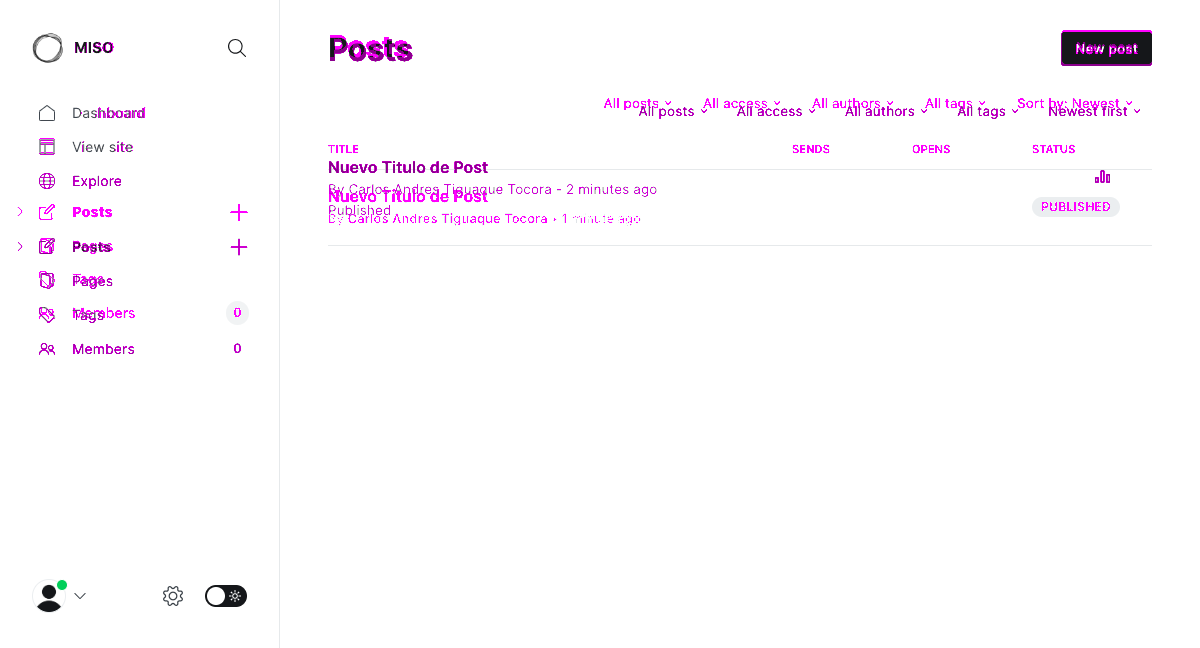 MISO
Dashboard
View site
Explore
Posts
Pages
Posts
Tags
Pages
Members 0
Tags
Members 0
Posts
New post
All posts All access All authors All tags Sort by: Newest
All posts All access All authors All tags Newest first
TITLE SENDS OPENS STATUS
Nuevo Titulo de Post
By Carlos Andres Tiguaque Tocora - 2 minutes ago
Nuevo Titulo de Post
Published
PUBLISHED
By Carlos Andres Tiguaque Tocora • 1 minute ago